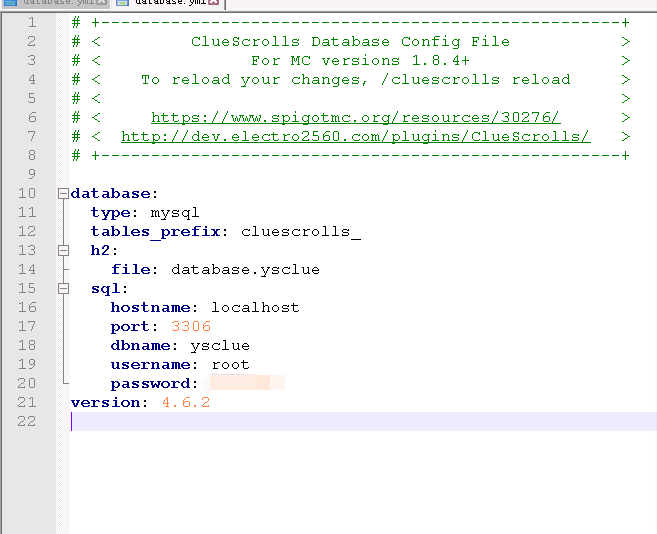 database.yml database.yml
1 # +----------------------------------------------------+
2 # < ClueScrolls Database Config File >
3 # < For MC versions 1.8.4+ >
4 # < To reload your changes, /cluescrolls reload >
5 # < >
6 # < https://www.spigotmc.org/resources/30276/ >
7 # < http://dev.electro2560.com/plugins/ClueScrolls/ >
8 # +----------------------------------------------------+
9
10 database:
11 type: mysql
12 tables_prefix: cluescrolls_
13 h2:
14 file: database.ysclue
15 sql:
16 hostname: localhost
17 port: 3306
18 dbname: ysclue
19 username: root
20 password:
21 version: 4.6.2
22